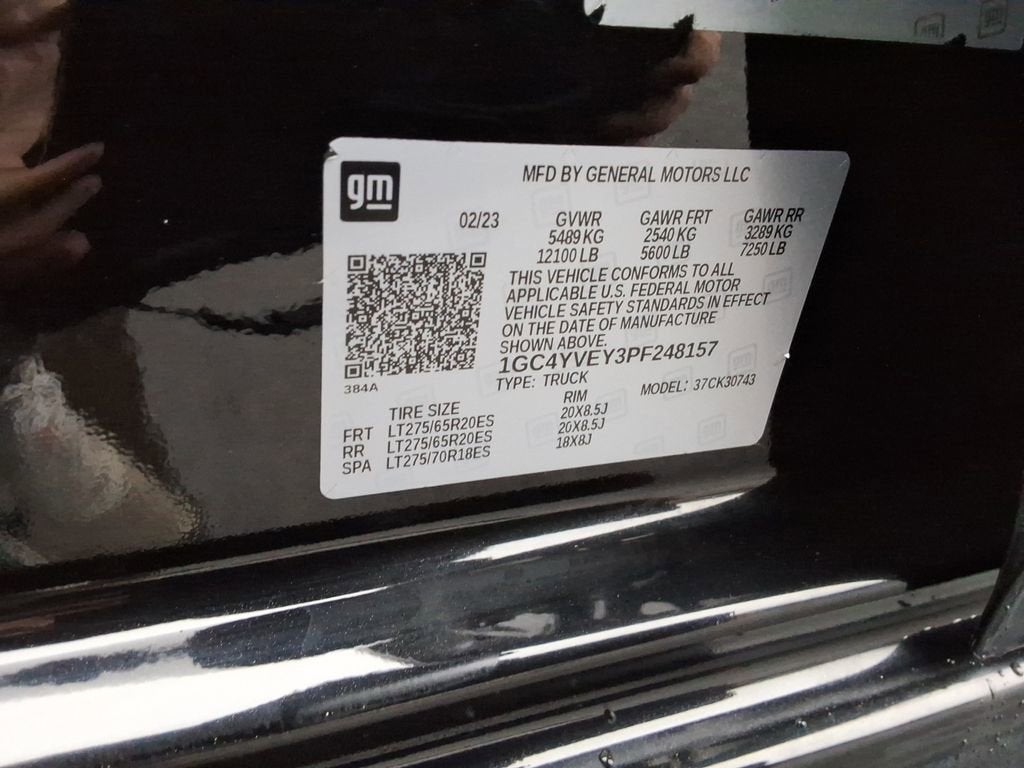 gm
MFD BY GENERAL MOTORS LLC
02/23 GVWR GAWR FRT GAWR RR
5489 KG 2540 KG 3289 KG
12100 LB 5600 LB 7250 LB
THIS VEHICLE CONFORMS TO ALL
APPLICABLE U.S. FEDERAL MOTOR
VEHICLE SAFETY STANDARDS IN EFFECT
ON THE DATE OF MANUFACTURE
SHOWN ABOVE.
1GC4YVEY3PF248157
384A
TYPE: TRUCK MODEL: 37CK30743
TIRE SIZE RIM
FRT LT275/65R20ES 20X8.5J
RR LT275/65R20ES 20X8.5J
SPA LT275/70R18ES 18X8J